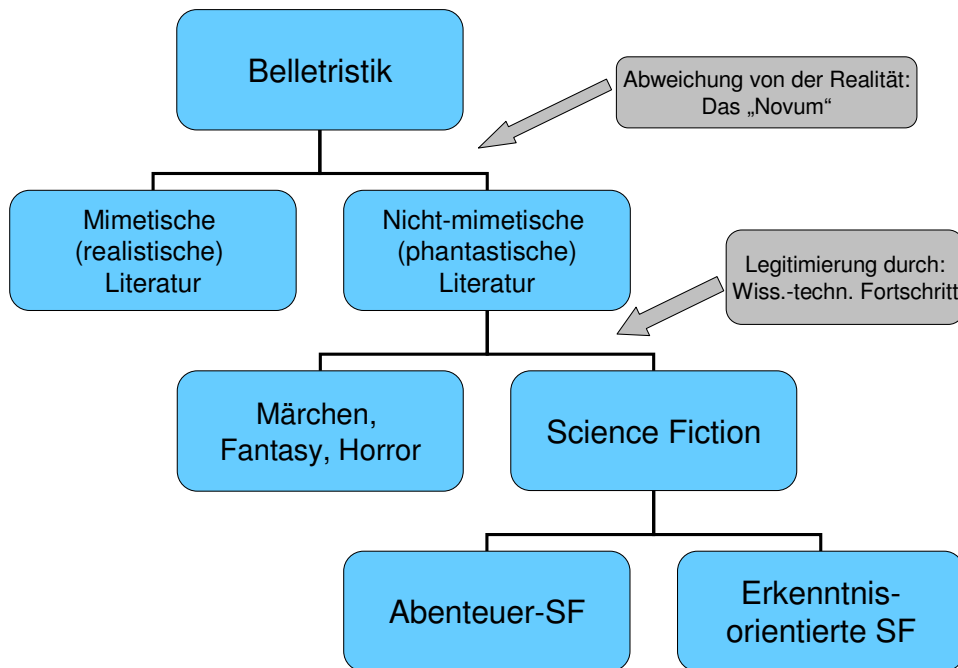 Belletristik
Abweichung von der Realität:
Das „Novum“
Mimetische
(realistische)
Literatur
Nicht-mimetische
(phantastische)
Literatur
Legitimierung durch:
Wiss.-techn. Fortschritt
Märchen,
Fantasy, Horror
Science Fiction
Abenteuer-SF
Erkenntnis-
orientierte SF